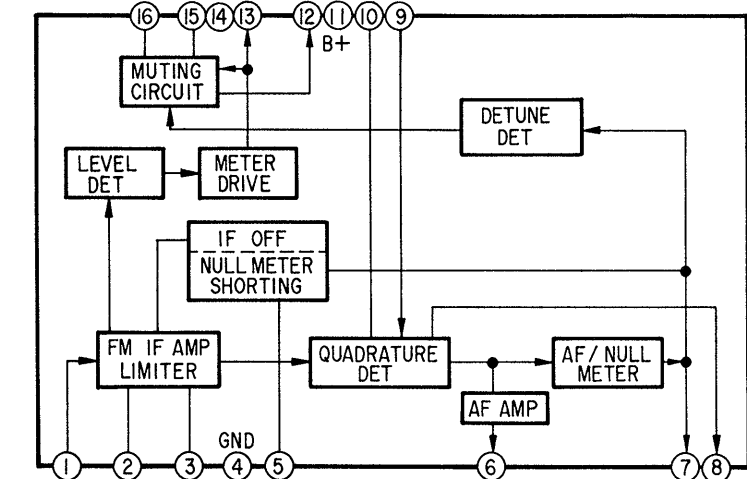 16 15 14 13 12 11 10 9
B+
MUTING
CIRCUIT
DETUNE
DET
LEVEL
DET
METER
DRIVE
IF OFF
NULL METER
SHORTING
FM IF AMP
LIMITER
QUADRATURE
DET
AF/NULL
METER
AF AMP
GND
1 2 3 4 5 6 7 8